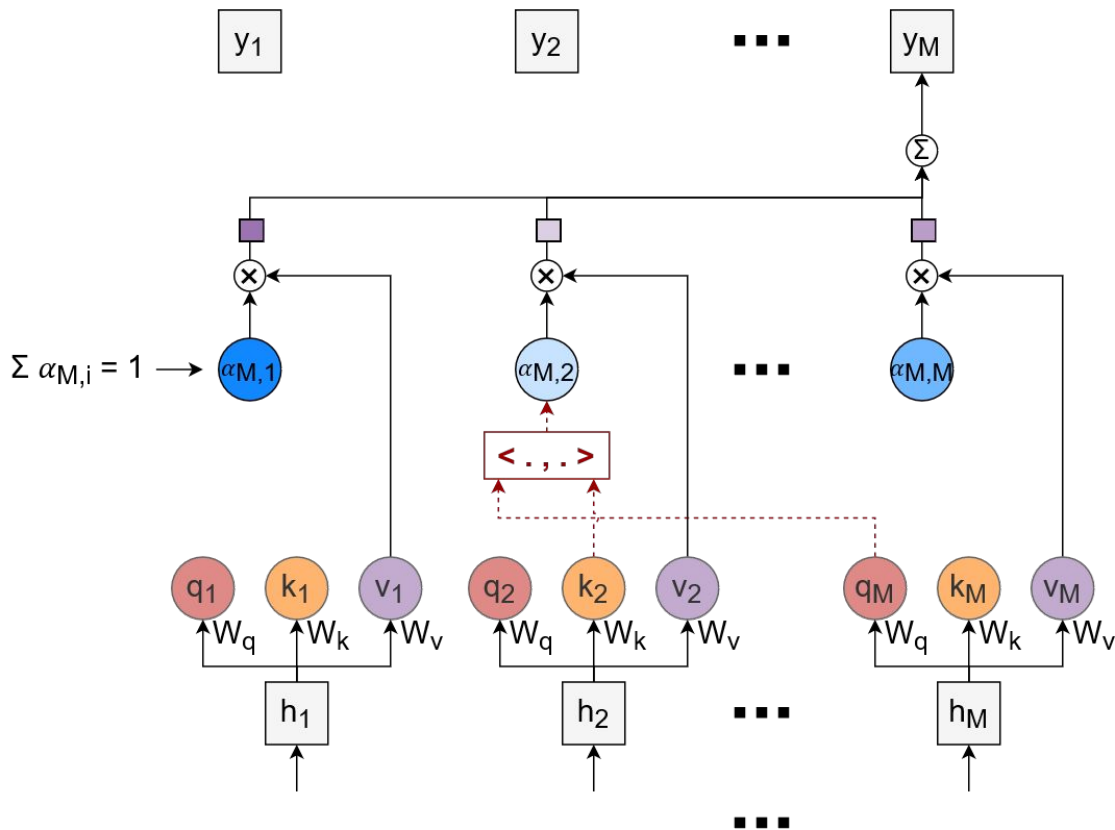 y1 y2 ▪▪▪ yM
Σ
× × ×
Σ αM,i = 1 αM,1 αM,2 ▪▪▪ αM,M
< . , . >
q1 k1 v1 q2 k2 v2 qM kM vM
Wq Wk Wv Wq Wk Wv Wq Wk Wv
h1 h2 ▪▪▪ hM
▪▪▪